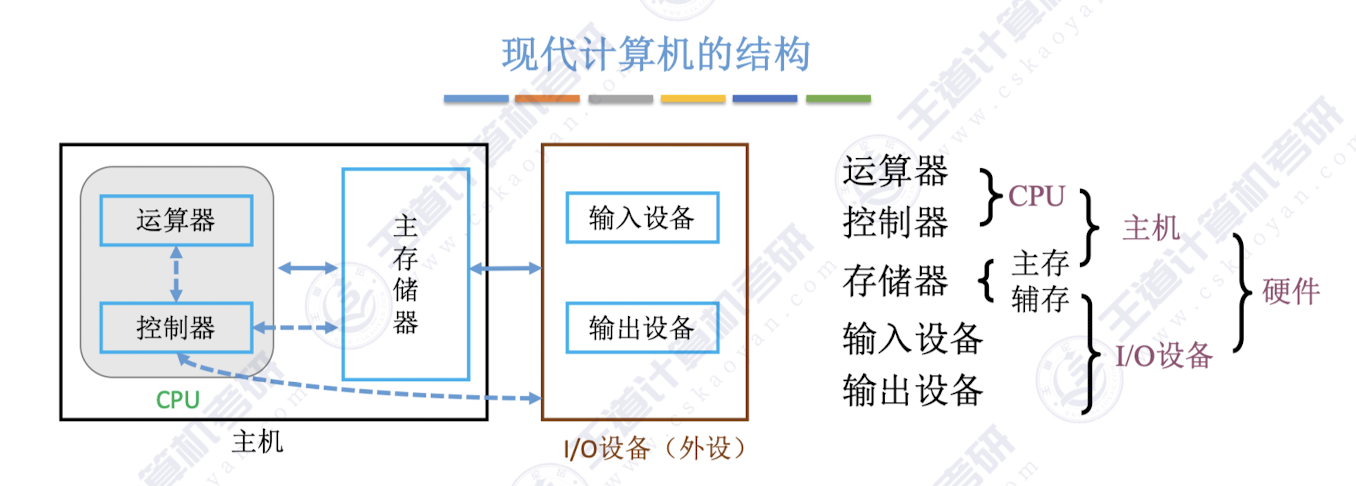 现代计算机的结构
运算器
控制器
CPU
主存储器
主机
输入设备
输出设备
I/O设备（外设）
运算器
控制器
CPU
存储器
主存
辅存
主机
输入设备
输出设备
I/O设备
硬件
王道计算机考研
www.cskaoyan.com